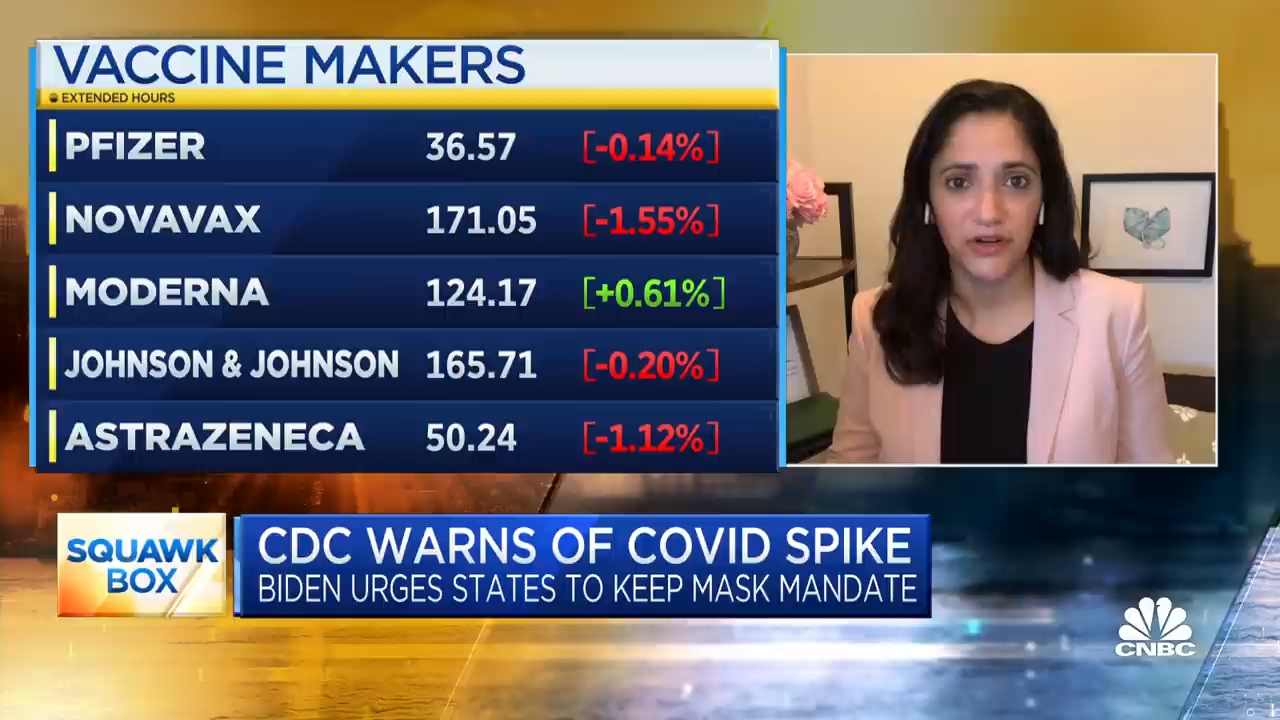 VACCINE MAKERS
EXTENDED HOURS
PFIZER 36.57 [-0.14%]
NOVAVAX 171.05 [-1.55%]
MODERNA 124.17 [+0.61%]
JOHNSON & JOHNSON 165.71 [-0.20%]
ASTRAZENECA 50.24 [-1.12%]
SQUAWK
BOX
CDC WARNS OF COVID SPIKE
BIDEN URGES STATES TO KEEP MASK MANDATE
CNBC